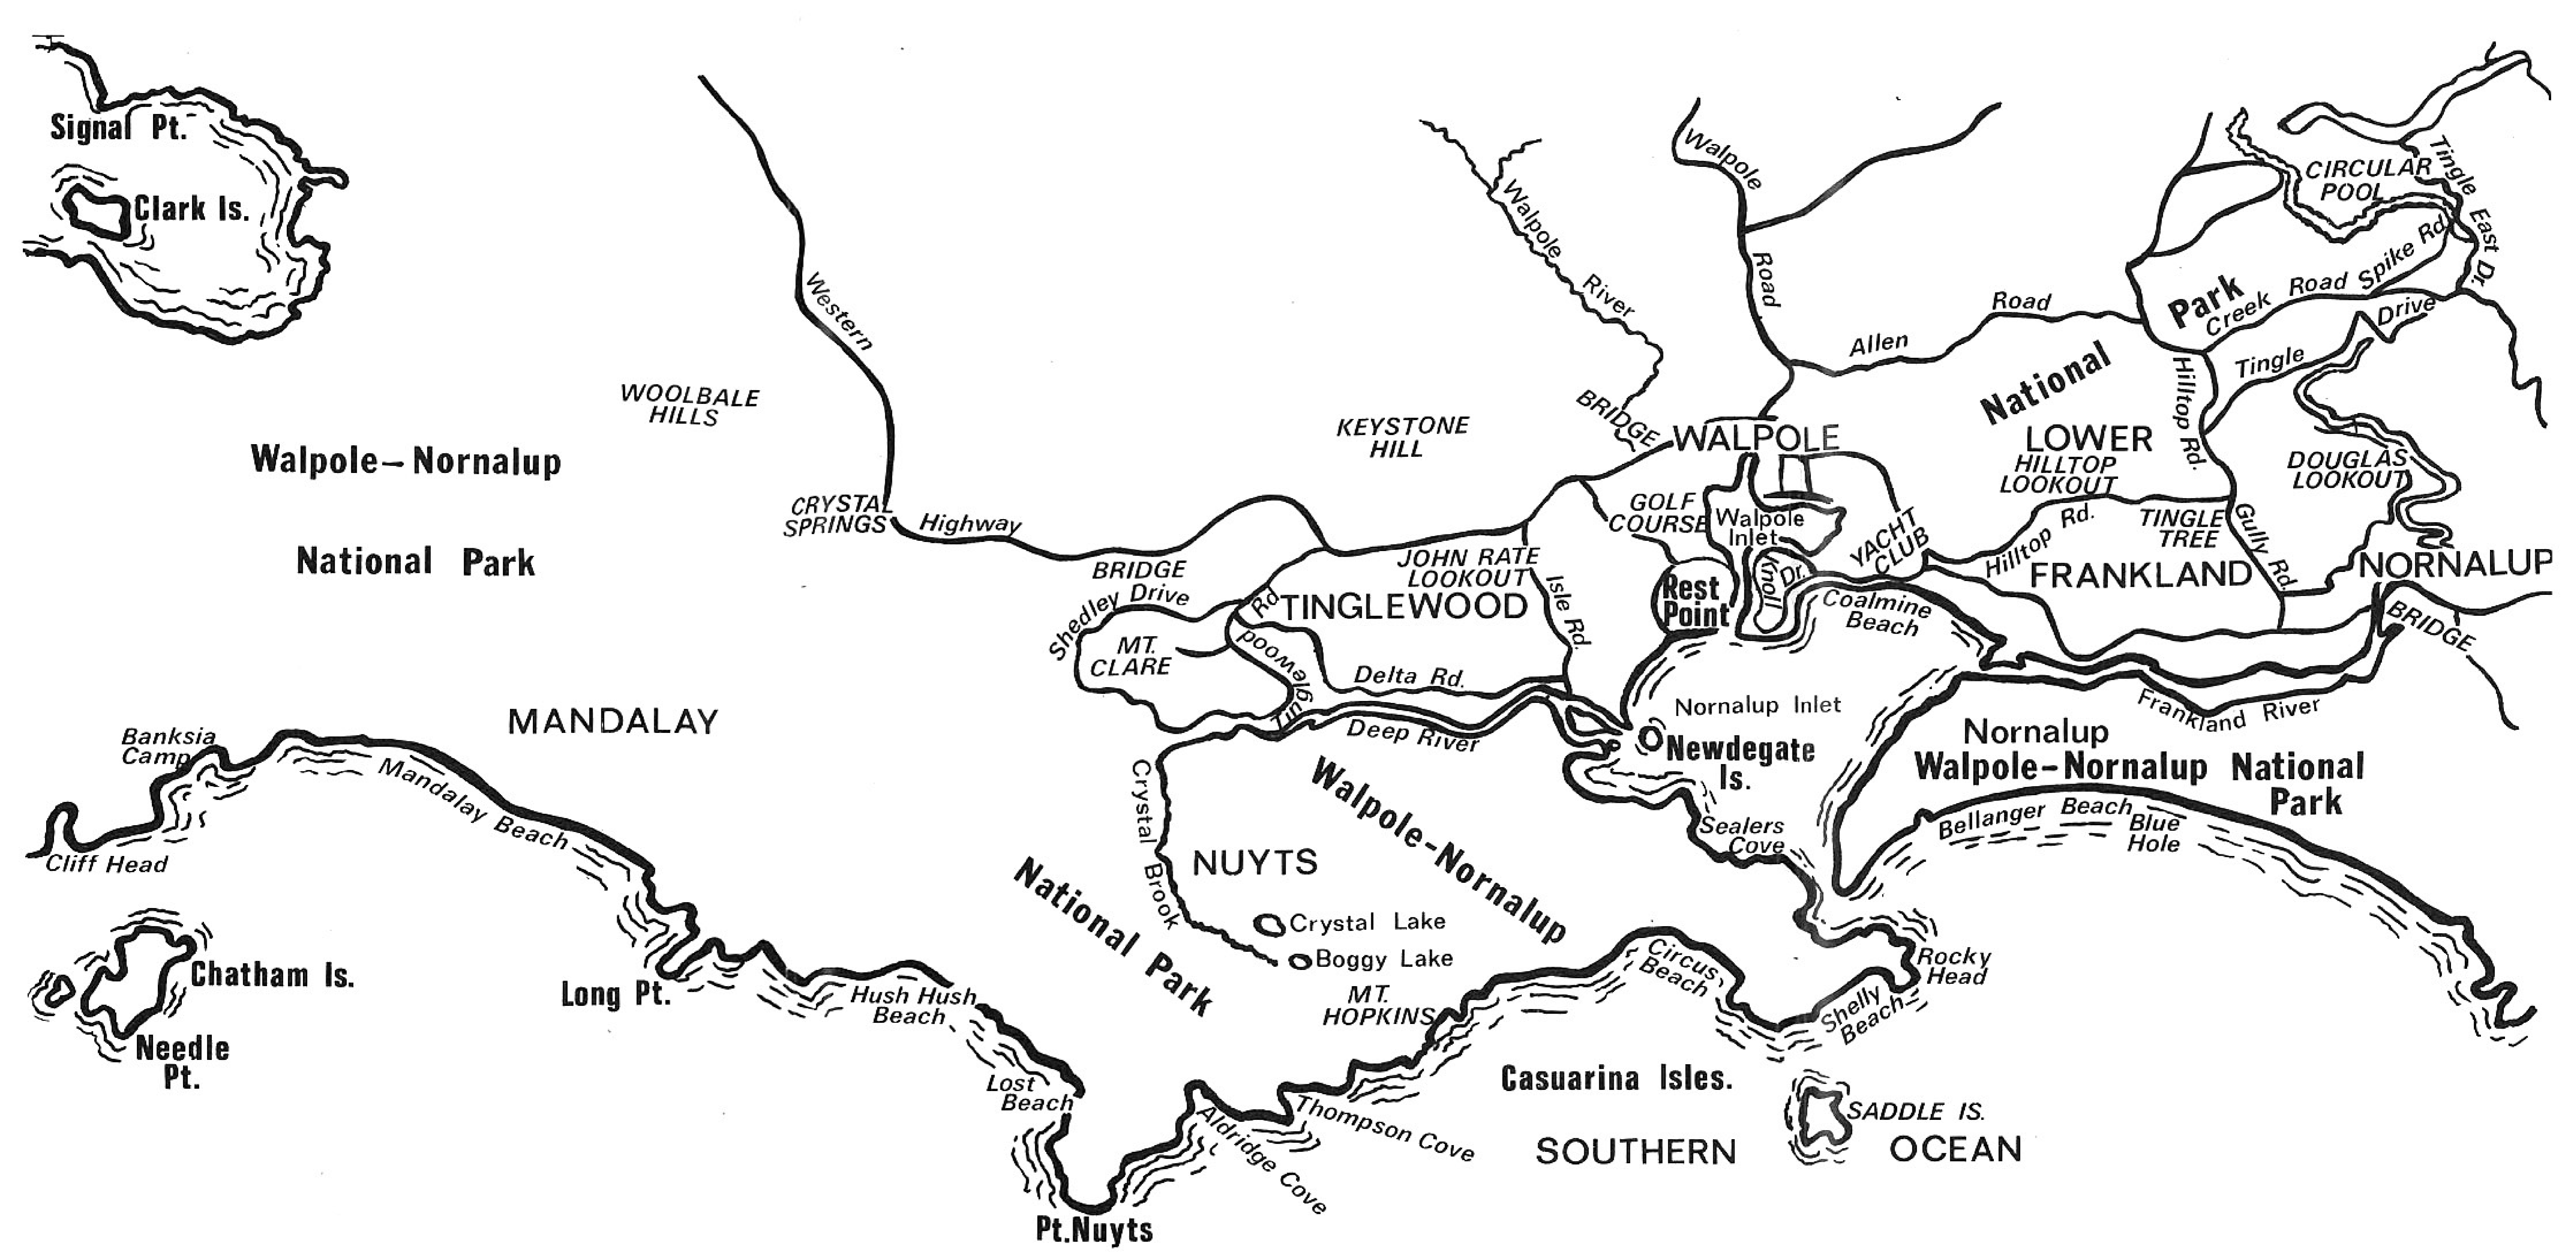 Signal Pt.
Clark Is.
WOOLBALE
HILLS
Walpole–Nornalup
National Park
CRYSTAL
SPRINGS
Western
Highway
KEYSTONE
HILL
Walpole
River
BRIDGE
Walpole
Road
Allen
Road
WALPOLE
National
Park
CIRCULAR
POOL
Tingle
East Dr.
Creek Road
Spike Rd.
Tingle
Drive
Hilltop Rd.
LOWER
HILLTOP
LOOKOUT
DOUGLAS
LOOKOUT
GOLF
COURSE
Walpole
Inlet
YACHT
CLUB
Hilltop Rd.
TINGLE
TREE
Gully Rd.
FRANKLAND
NORNALUP
BRIDGE
BRIDGE
Shedley Drive
MT.
CLARE
Tinglewood
Rd
TINGLEWOOD
JOHN RATE
LOOKOUT
Isle Rd.
Delta Rd.
Deep River
Rest
Point
Knoll
Dr.
Coalmine
Beach
Nornalup Inlet
Newdegate
Is.
Frankland River
Nornalup
Walpole–Nornalup National
Park
Bellanger Beach
Blue
Hole
Sealers
Cove
MANDALAY
Banksia
Camp
Mandalay Beach
Cliff Head
Chatham Is.
Needle
Pt.
Long Pt.
Hush Hush
Beach
Lost
Beach
Crystal Brook
NUYTS
Walpole–Nornalup
National Park
Crystal Lake
Boggy Lake
MT.
HOPKINS
Circus
Beach
Rocky
Head
Shelly
Beach
Casuarina Isles.
SADDLE IS.
SOUTHERN OCEAN
Thompson Cove
Aldridge Cove
Pt.Nuyts